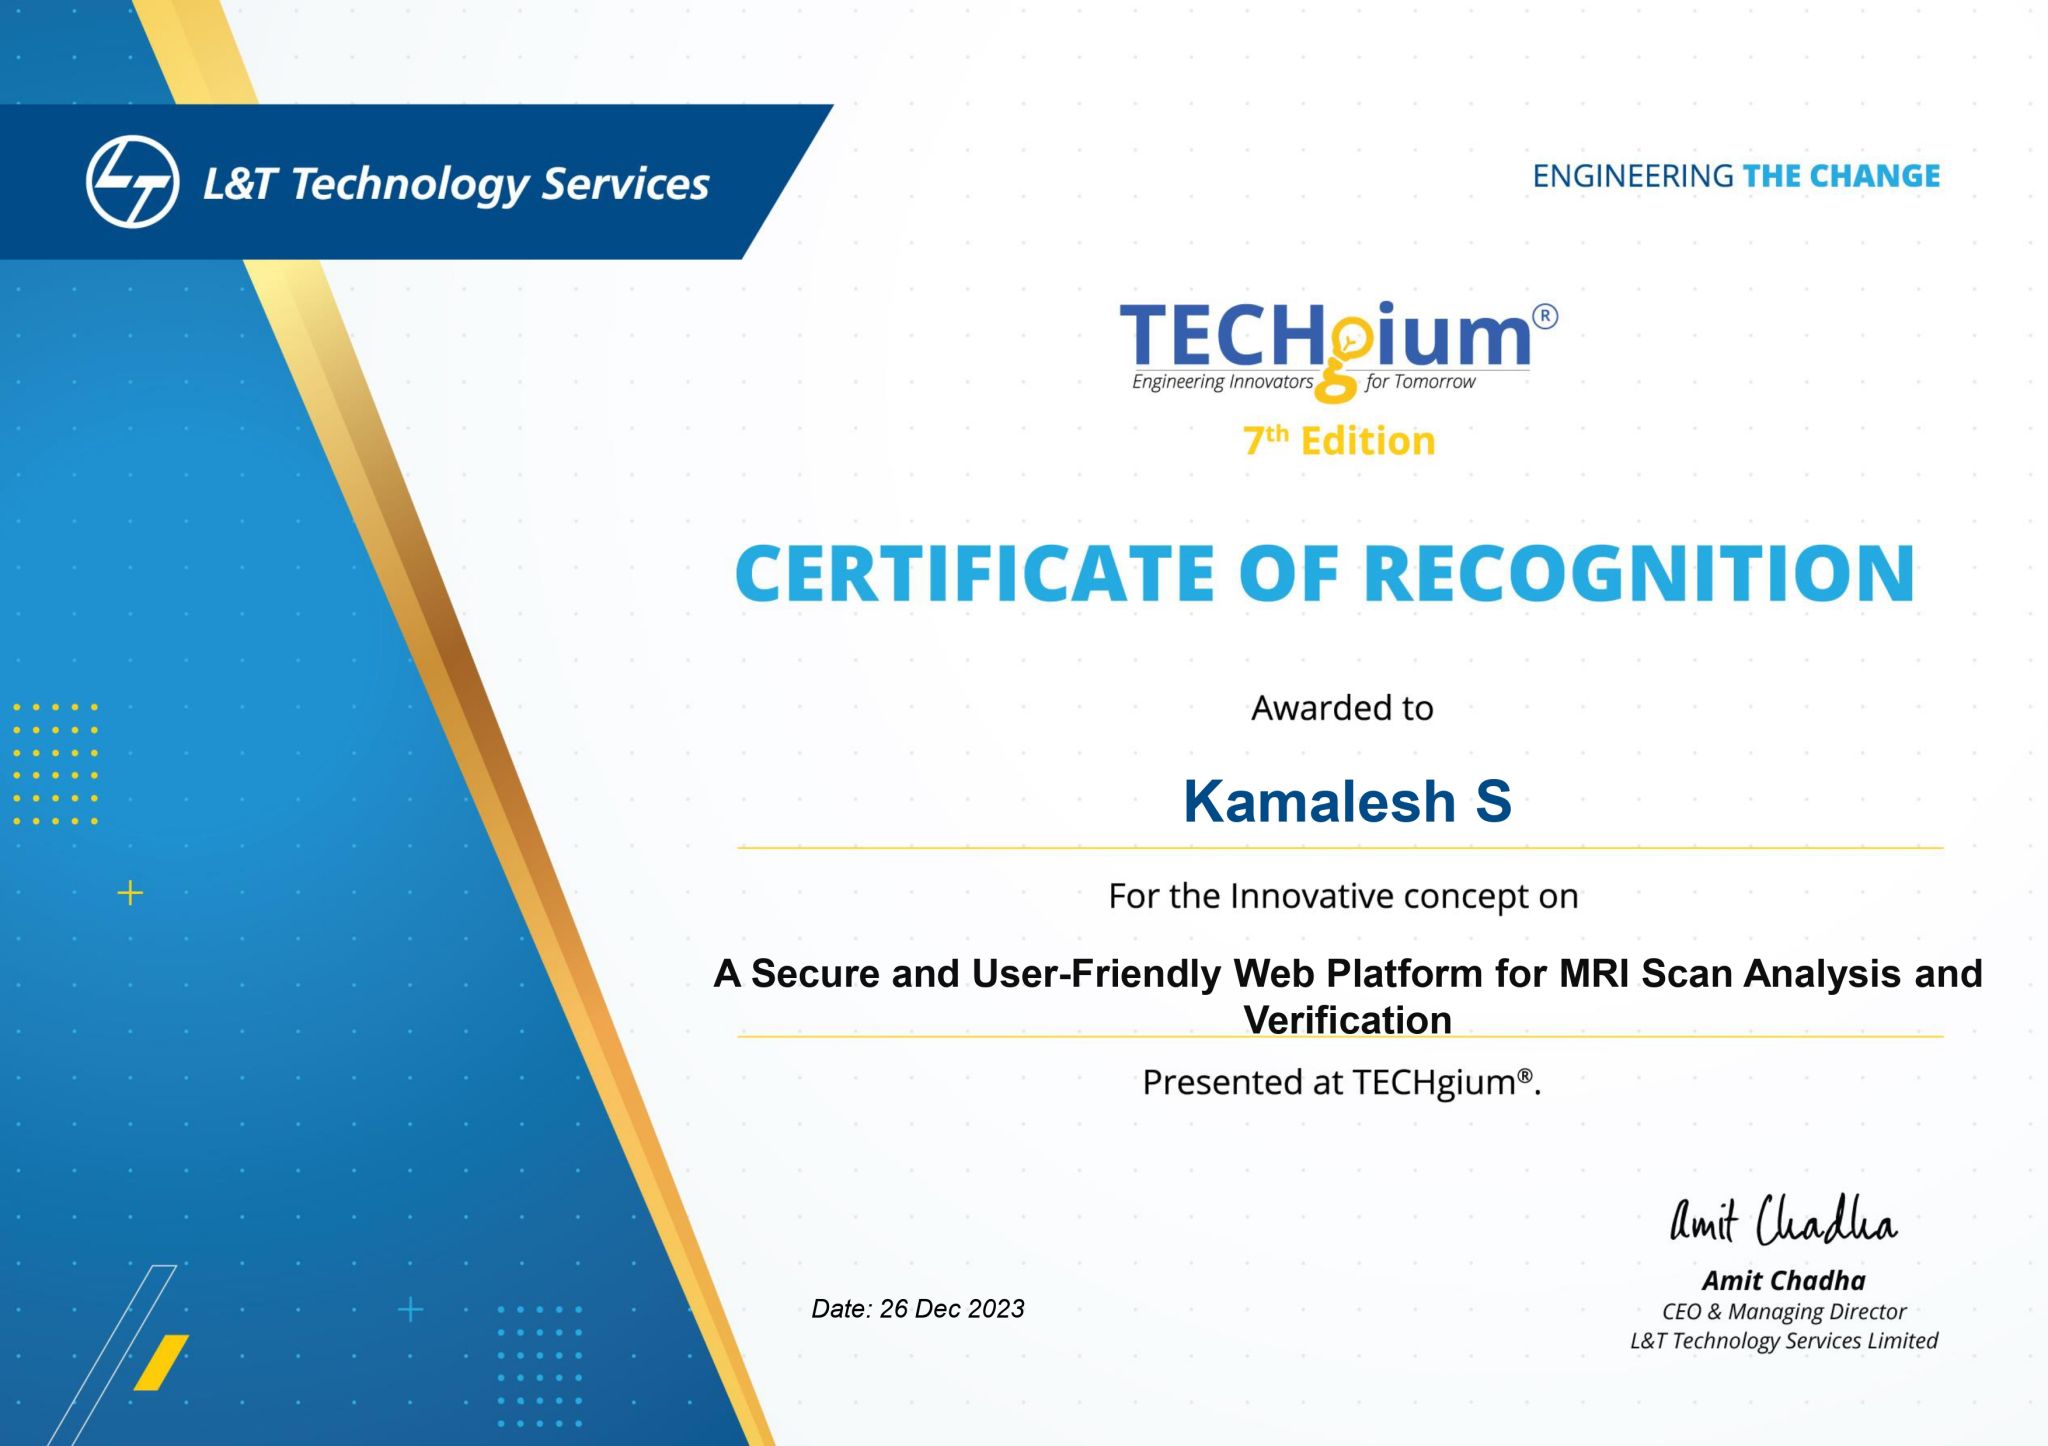 LT L&T Technology Services
ENGINEERING THE CHANGE
TECHgium®
Engineering Innovators for Tomorrow
7th Edition
CERTIFICATE OF RECOGNITION
Awarded to
Kamalesh S
For the Innovative concept on
A Secure and User-Friendly Web Platform for MRI Scan Analysis and
Verification
Presented at TECHgium®.
Amit Chadha
Amit Chadha
CEO & Managing Director
L&T Technology Services Limited
Date: 26 Dec 2023